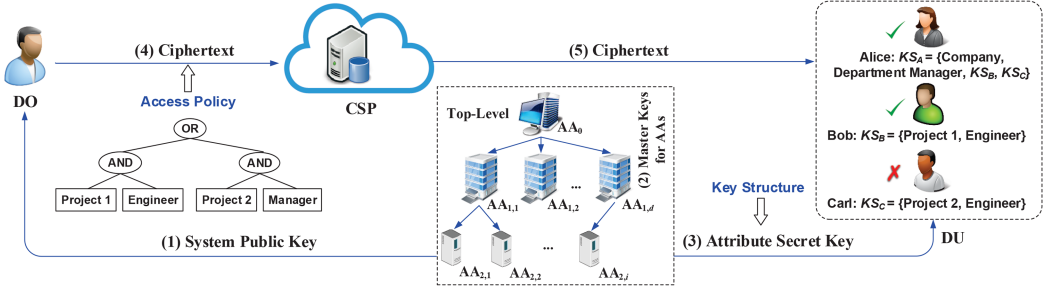 (4) Ciphertext
(5) Ciphertext
DO
Access Policy
CSP
OR
AND
AND
Project 1
Engineer
Project 2
Manager
(1) System Public Key
Top-Level
AA0
(2) Master Keys
for AAs
AA1,1
AA1,2
...
AA1,d
AA2,1
AA2,2
...
AA2,i
Key Structure
(3) Attribute Secret Key
Alice: KSA = {Company,
Department Manager, KSB, KSC}
Bob: KSB = {Project 1, Engineer}
Carl: KSC = {Project 2, Engineer}
DU